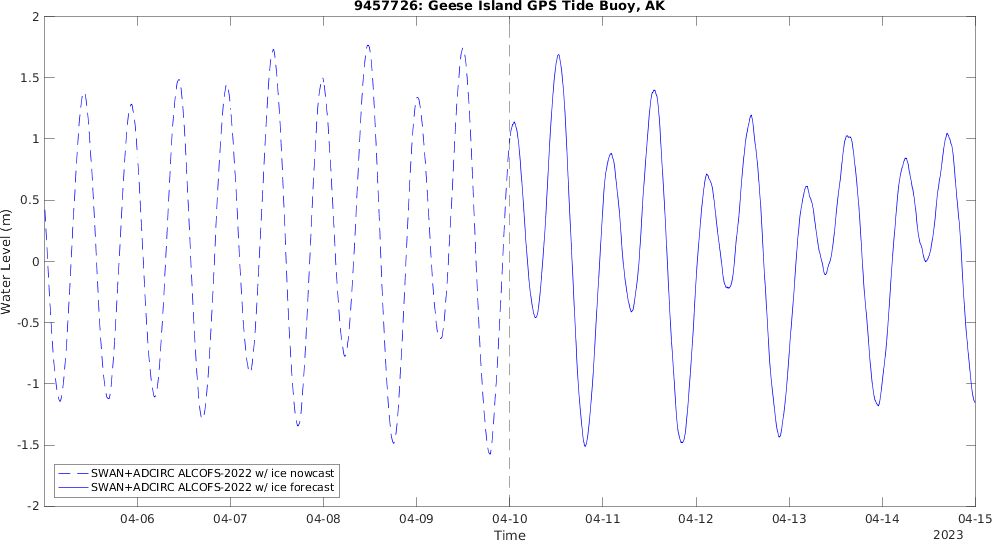 9457726: Geese Island GPS Tide Buoy, AK
2
1.5
1
0.5
0
-0.5
-1
-1.5
-2
Water Level (m)
SWAN+ADCIRC ALCOFS-2022 w/ ice nowcast
SWAN+ADCIRC ALCOFS-2022 w/ ice forecast
04-06 04-07 04-08 04-09 04-10 04-11 04-12 04-13 04-14 04-15
Time
2023